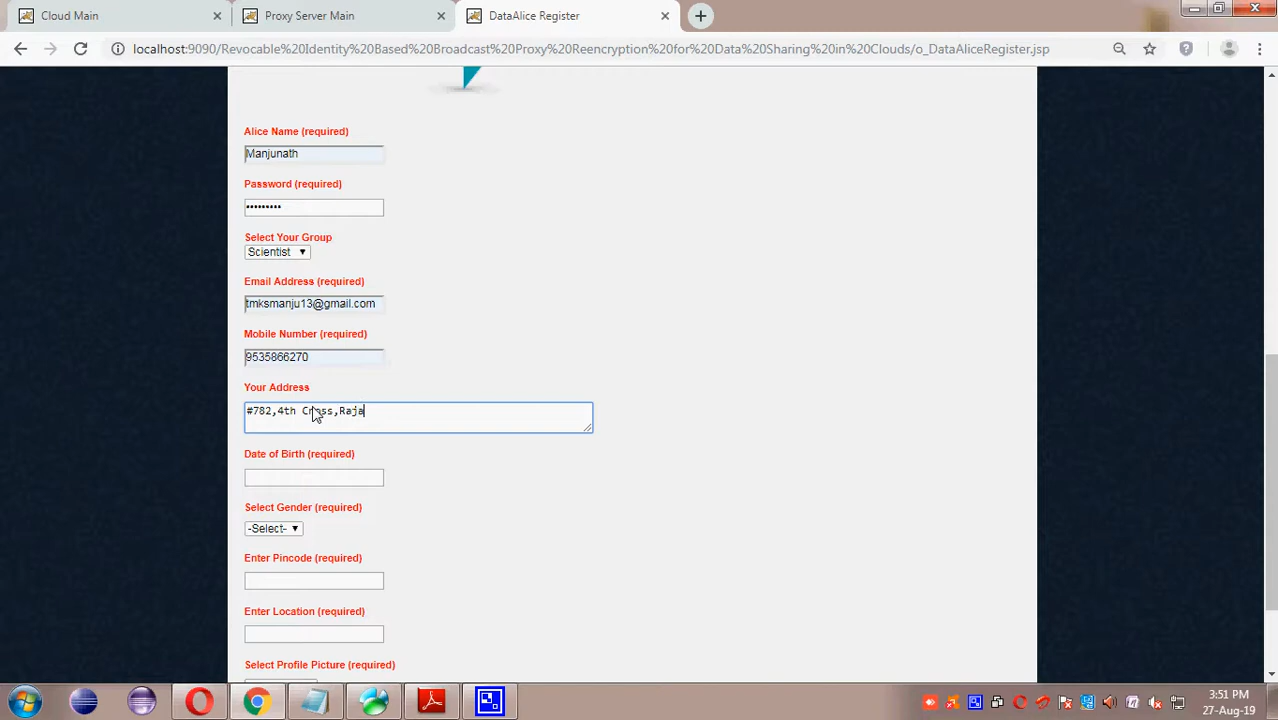 Cloud Main
Proxy Server Main
DataAlice Register
localhost:9090/Revocable%20Identity%20Based%20Broadcast%20Proxy%20Reencryption%20for%20Data%20Sharing%20in%20Clouds/o_DataAliceRegister.jsp
Alice Name (required)
Manjunath
Password (required)
•••••••••
Select Your Group
Scientist
Email Address (required)
tmksmanju13@gmail.com
Mobile Number (required)
9535866270
Your Address
#782,4th Cross,Raja
Date of Birth (required)
Select Gender (required)
-Select-
Enter Pincode (required)
Enter Location (required)
Select Profile Picture (required)
3:51 PM
27-Aug-19